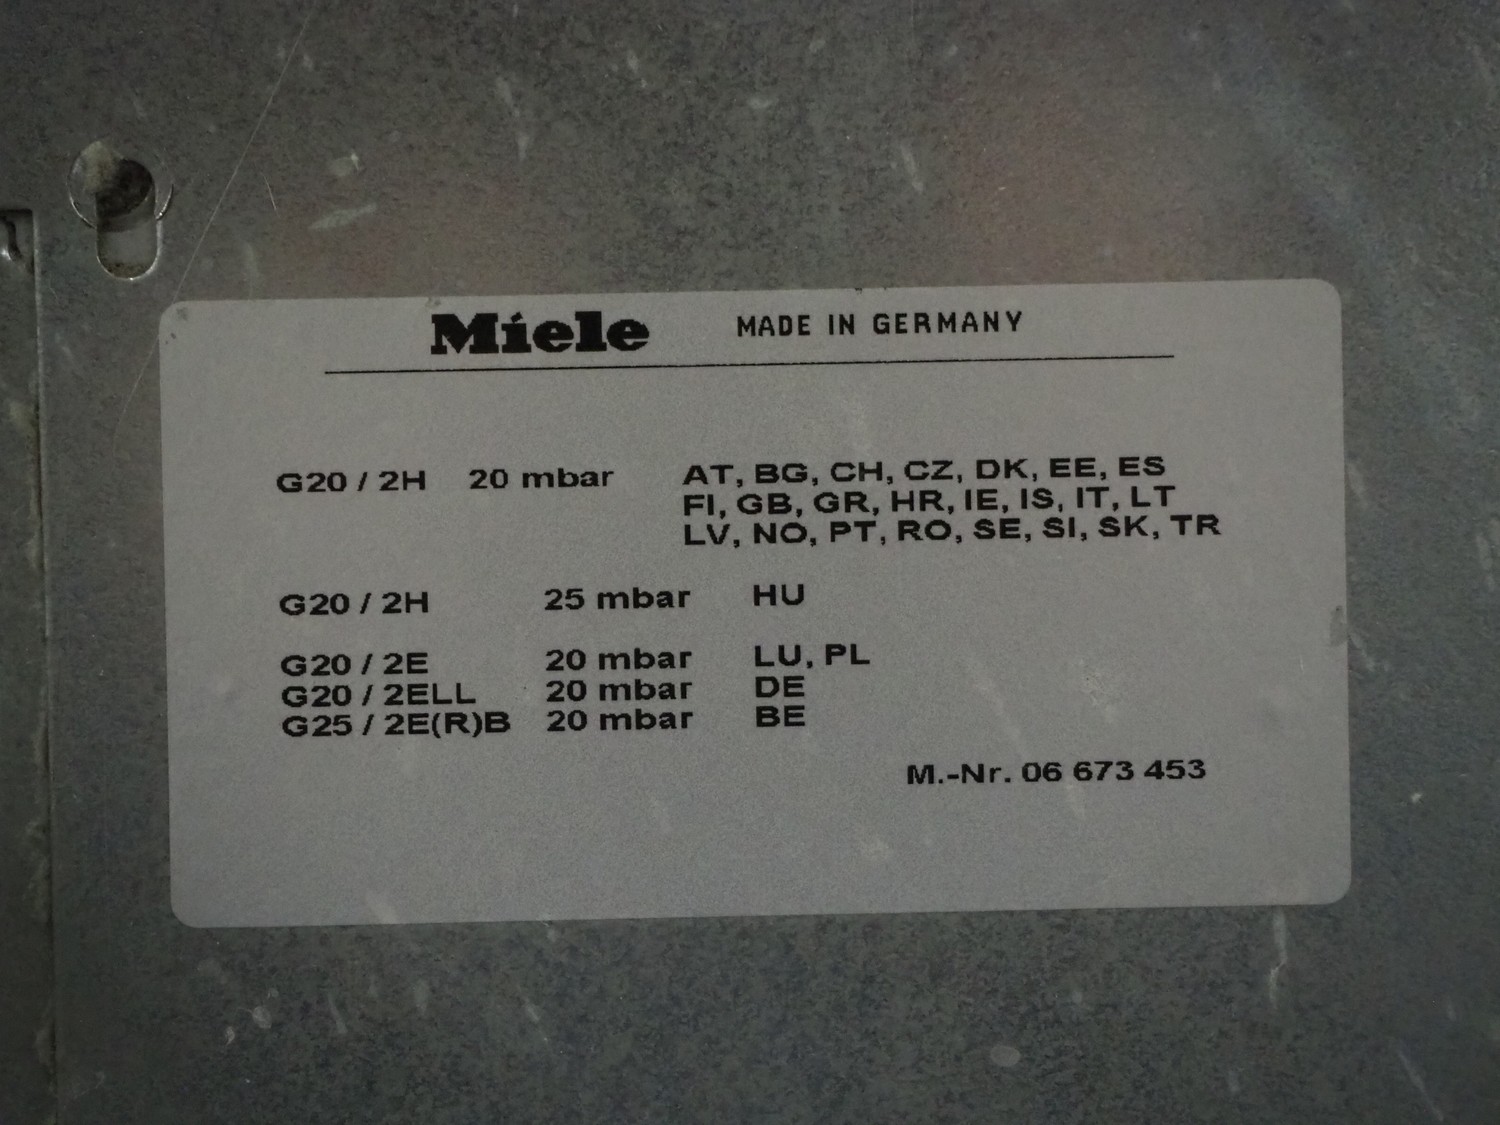 Miele MADE IN GERMANY
G20 / 2H 20 mbar AT, BG, CH, CZ, DK, EE, ES
FI, GB, GR, HR, IE, IS, IT, LT
LV, NO, PT, RO, SE, SI, SK, TR
G20 / 2H 25 mbar HU
G20 / 2E 20 mbar LU, PL
G20 / 2ELL 20 mbar DE
G25 / 2E(R)B 20 mbar BE
M.-Nr. 06 673 453